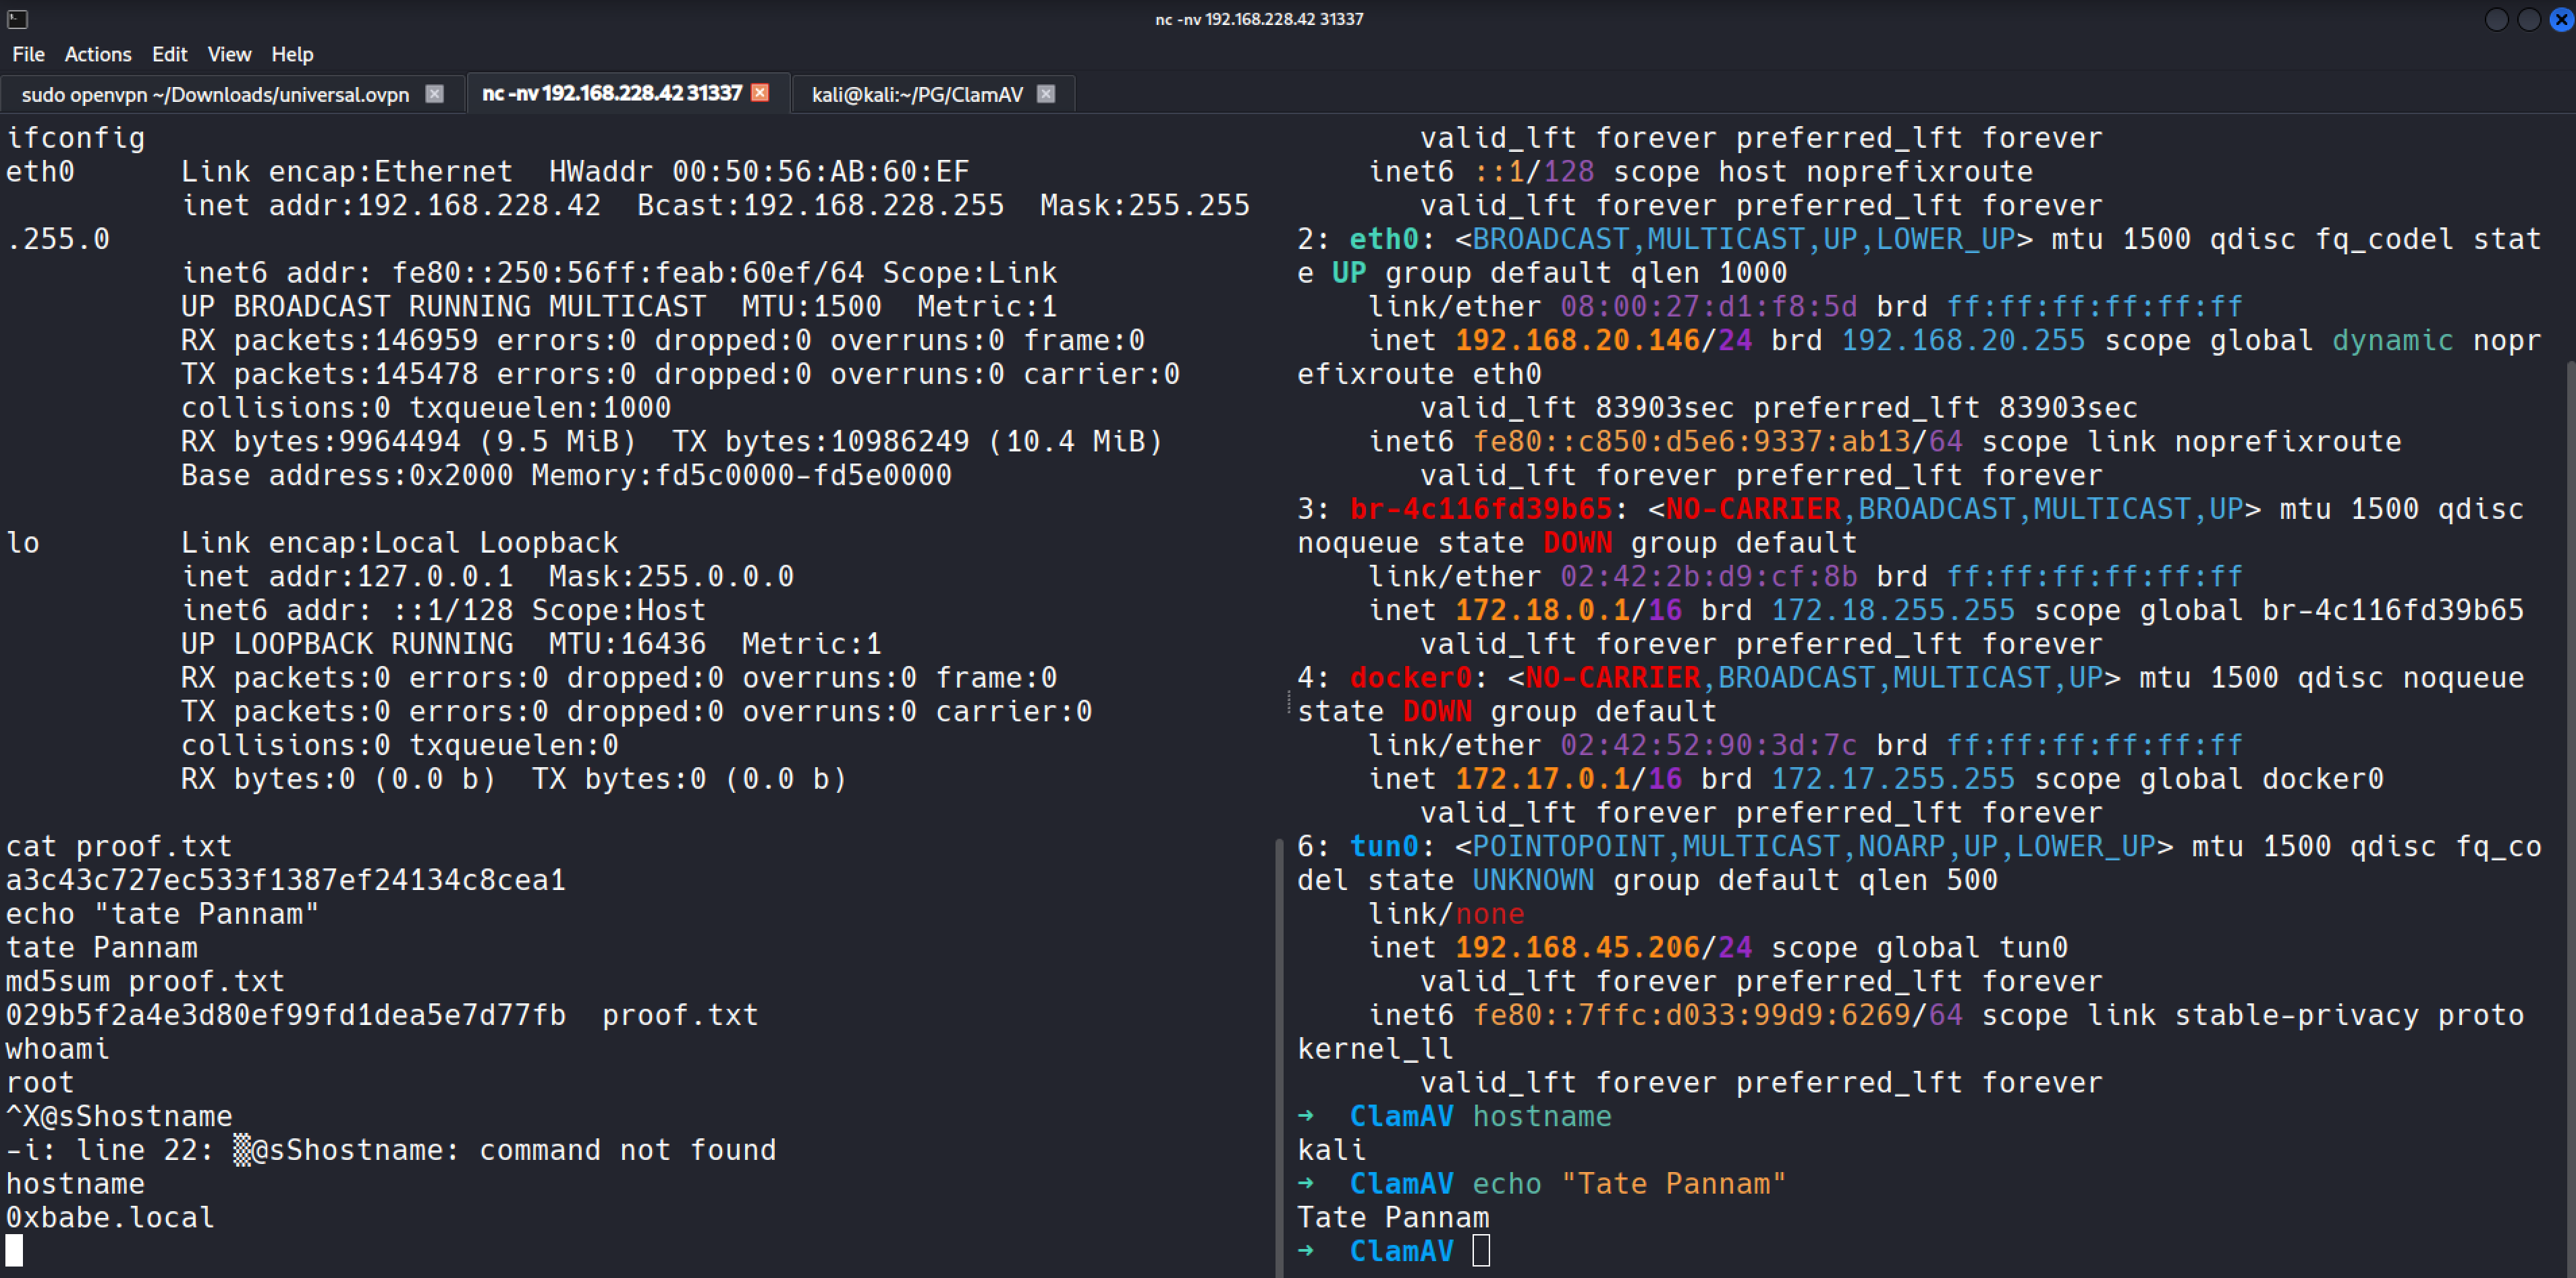 nc -nv 192.168.228.42 31337
File Actions Edit View Help
sudo openvpn ~/Downloads/universal.ovpn
nc -nv 192.168.228.42 31337
kali@kali:~/PG/ClamAV
ifconfig
eth0 Link encap:Ethernet HWaddr 00:50:56:AB:60:EF
inet addr:192.168.228.42 Bcast:192.168.228.255 Mask:255.255
.255.0
inet6 addr: fe80::250:56ff:feab:60ef/64 Scope:Link
UP BROADCAST RUNNING MULTICAST MTU:1500 Metric:1
RX packets:146959 errors:0 dropped:0 overruns:0 frame:0
TX packets:145478 errors:0 dropped:0 overruns:0 carrier:0
collisions:0 txqueuelen:1000
RX bytes:9964494 (9.5 MiB) TX bytes:10986249 (10.4 MiB)
Base address:0x2000 Memory:fd5c0000-fd5e0000
lo Link encap:Local Loopback
inet addr:127.0.0.1 Mask:255.0.0.0
inet6 addr: ::1/128 Scope:Host
UP LOOPBACK RUNNING MTU:16436 Metric:1
RX packets:0 errors:0 dropped:0 overruns:0 frame:0
TX packets:0 errors:0 dropped:0 overruns:0 carrier:0
collisions:0 txqueuelen:0
RX bytes:0 (0.0 b) TX bytes:0 (0.0 b)
cat proof.txt
a3c43c727ec533f1387ef24134c8cea1
echo "tate Pannam"
tate Pannam
md5sum proof.txt
029b5f2a4e3d80ef99fd1dea5e7d77fb proof.txt
whoami
root
^X@sShostname
-i: line 22: ▒@sShostname: command not found
hostname
0xbabe.local
valid_lft forever preferred_lft forever
inet6 ::1/128 scope host noprefixroute
valid_lft forever preferred_lft forever
2: eth0: <BROADCAST,MULTICAST,UP,LOWER_UP> mtu 1500 qdisc fq_codel stat
e UP group default qlen 1000
link/ether 08:00:27:d1:f8:5d brd ff:ff:ff:ff:ff:ff
inet 192.168.20.146/24 brd 192.168.20.255 scope global dynamic nopr
efixroute eth0
valid_lft 83903sec preferred_lft 83903sec
inet6 fe80::c850:d5e6:9337:ab13/64 scope link noprefixroute
valid_lft forever preferred_lft forever
3: br-4c116fd39b65: <NO-CARRIER,BROADCAST,MULTICAST,UP> mtu 1500 qdisc
noqueue state DOWN group default
link/ether 02:42:2b:d9:cf:8b brd ff:ff:ff:ff:ff:ff
inet 172.18.0.1/16 brd 172.18.255.255 scope global br-4c116fd39b65
valid_lft forever preferred_lft forever
4: docker0: <NO-CARRIER,BROADCAST,MULTICAST,UP> mtu 1500 qdisc noqueue
state DOWN group default
link/ether 02:42:52:90:3d:7c brd ff:ff:ff:ff:ff:ff
inet 172.17.0.1/16 brd 172.17.255.255 scope global docker0
valid_lft forever preferred_lft forever
6: tun0: <POINTOPOINT,MULTICAST,NOARP,UP,LOWER_UP> mtu 1500 qdisc fq_co
del state UNKNOWN group default qlen 500
link/none
inet 192.168.45.206/24 scope global tun0
valid_lft forever preferred_lft forever
inet6 fe80::7ffc:d033:99d9:6269/64 scope link stable-privacy proto
kernel_ll
valid_lft forever preferred_lft forever
→ ClamAV hostname
kali
→ ClamAV echo "Tate Pannam"
Tate Pannam
→ ClamAV